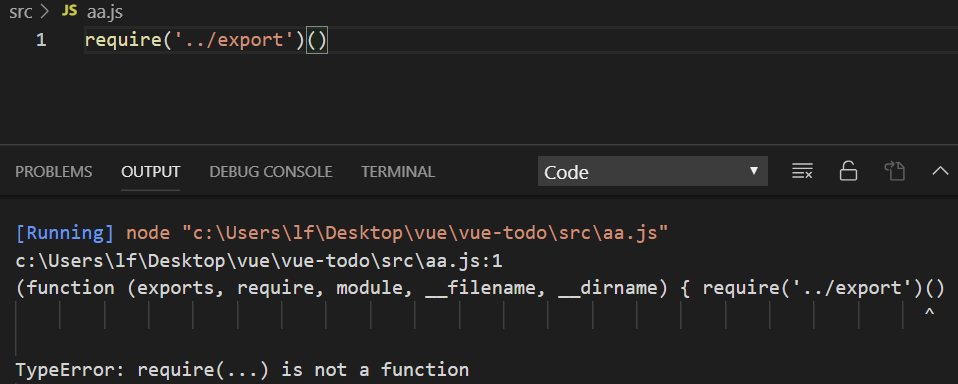 src > JS aa.js
1 require('../export')()
PROBLEMS OUTPUT DEBUG CONSOLE TERMINAL Code
[Running] node "c:\Users\lf\Desktop\vue\vue-todo\src\aa.js"
c:\Users\lf\Desktop\vue\vue-todo\src\aa.js:1
(function (exports, require, module, __filename, __dirname) { require('../export')()
^
TypeError: require(...) is not a function